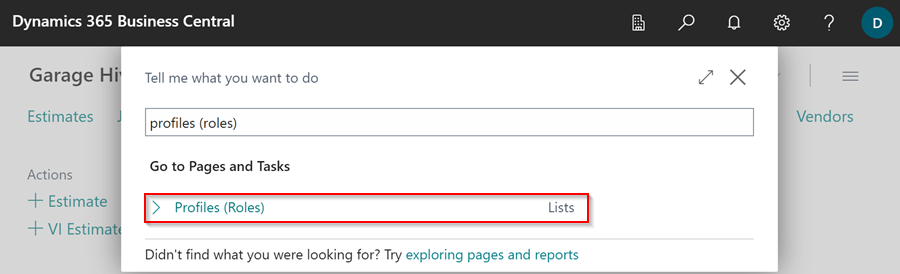 Dynamics 365 Business Central
D
Garage Hi
Tell me what you want to do
profiles (roles)
Estimates
Vendors
Go to Pages and Tasks
Actions
Profiles (Roles) Lists
+ Estimate
+ VI Estimate
Didn't find what you were looking for? Try exploring pages and reports